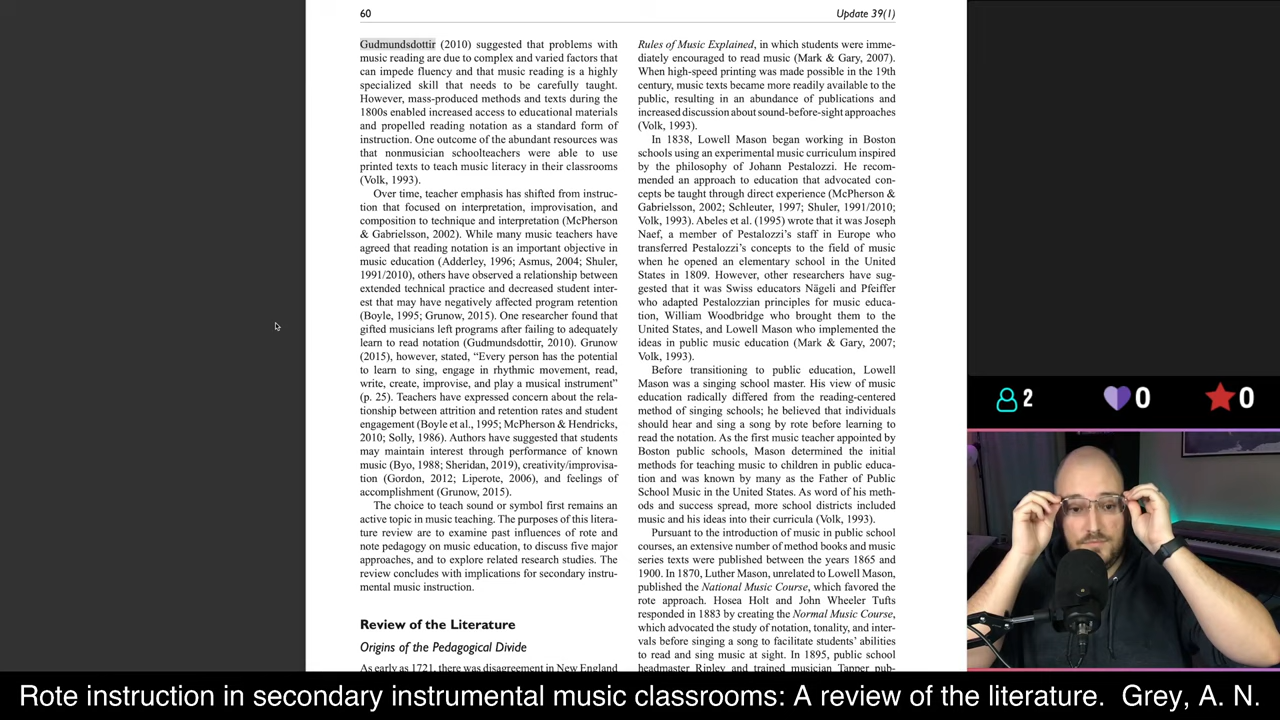 60
Update 39(1)
Gudmundsdottir (2010) suggested that problems with
music reading are due to complex and varied factors that
can impede fluency and that music reading is a highly
specialized skill that needs to be carefully taught.
However, mass-produced methods and texts during the
1800s enabled increased access to educational materials
and propelled reading notation as a standard form of
instruction. One outcome of the abundant resources was
that nonmusician schoolteachers were able to use
printed texts to teach music literacy in their classrooms
(Volk, 1993).
Over time, teacher emphasis has shifted from instruc-
tion that focused on interpretation, improvisation, and
composition to technique and interpretation (McPherson
& Gabrielsson, 2002). While many music teachers have
agreed that reading notation is an important objective in
music education (Adderley, 1996; Asmus, 2004; Shuler,
1991/2010), others have observed a relationship between
extended technical practice and decreased student inter-
est that may have negatively affected program retention
(Boyle, 1995; Grunow, 2015). One researcher found that
gifted musicians left programs after failing to adequately
learn to read notation (Gudmundsdottir, 2010). Grunow
(2015), however, stated, “Every person has the potential
to learn to sing, engage in rhythmic movement, read,
write, create, improvise, and play a musical instrument”
(p. 25). Teachers have expressed concern about the rela-
tionship between attrition and retention rates and student
engagement (Boyle et al., 1995; McPherson & Hendricks,
2010; Solly, 1986). Authors have suggested that students
may maintain interest through performance of known
music (Byo, 1988; Sheridan, 2019), creativity/improvisa-
tion (Gordon, 2012; Liperote, 2006), and feelings of
accomplishment (Grunow, 2015).
The choice to teach sound or symbol first remains an
active topic in music teaching. The purposes of this litera-
ture review are to examine past influences of rote and
note pedagogy on music education, to discuss five major
approaches, and to explore related research studies. The
review concludes with implications for secondary instru-
mental music instruction.
Review of the Literature
Origins of the Pedagogical Divide
As early as 1721, there was disagreement in New England
Rules of Music Explained, in which students were imme-
diately encouraged to read music (Mark & Gary, 2007).
When high-speed printing was made possible in the 19th
century, music texts became more readily available to the
public, resulting in an abundance of publications and
increased discussion about sound-before-sight approaches
(Volk, 1993).
In 1838, Lowell Mason began working in Boston
schools using an experimental music curriculum inspired
by the philosophy of Johann Pestalozzi. He recom-
mended an approach to education that advocated con-
cepts be taught through direct experience (McPherson &
Gabrielsson, 2002; Schleuter, 1997; Shuler, 1991/2010;
Volk, 1993). Abeles et al. (1995) wrote that it was Joseph
Naef, a member of Pestalozzi’s staff in Europe who
transferred Pestalozzi’s concepts to the field of music
when he opened an elementary school in the United
States in 1809. However, other researchers have sug-
gested that it was Swiss educators Nägeli and Pfeiffer
who adapted Pestalozzian principles for music educa-
tion, William Woodbridge who brought them to the
United States, and Lowell Mason who implemented the
ideas in public music education (Mark & Gary, 2007;
Volk, 1993).
Before transitioning to public education, Lowell
Mason was a singing school master. His view of music
education radically differed from the reading-centered
method of singing schools; he believed that individuals
should hear and sing a song by rote before learning to
read the notation. As the first music teacher appointed by
Boston public schools, Mason determined the initial
methods for teaching music to children in public educa-
tion and was known by many as the Father of Public
School Music in the United States. As word of his meth-
ods and success spread, more school districts included
music and his ideas into their curricula (Volk, 1993).
Pursuant to the introduction of music in public school
courses, an extensive number of method books and music
series texts were published between the years 1865 and
1900. In 1870, Luther Mason, unrelated to Lowell Mason,
published the National Music Course, which favored the
rote approach. Hosea Holt and John Wheeler Tufts
responded in 1883 by creating the Normal Music Course,
which advocated the study of notation, tonality, and inter-
vals before singing a song to facilitate students’ abilities
to read and sing music at sight. In 1895, public school
headmaster Ripley and trained musician Tapper pub-
2
0
0
Rote instruction in secondary instrumental music classrooms: A review of the literature. Grey, A. N.